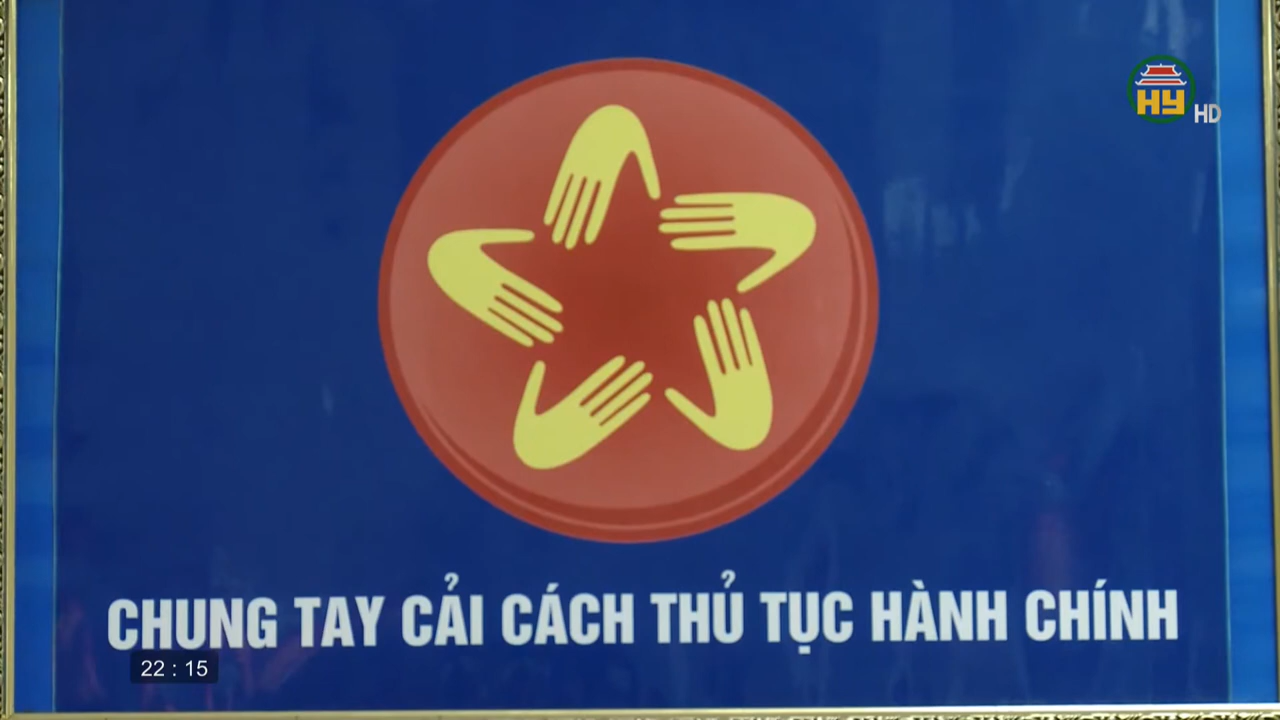 HY HD
CHUNG TAY CẢI CÁCH THỦ TỤC HÀNH CHÍNH
22 : 15